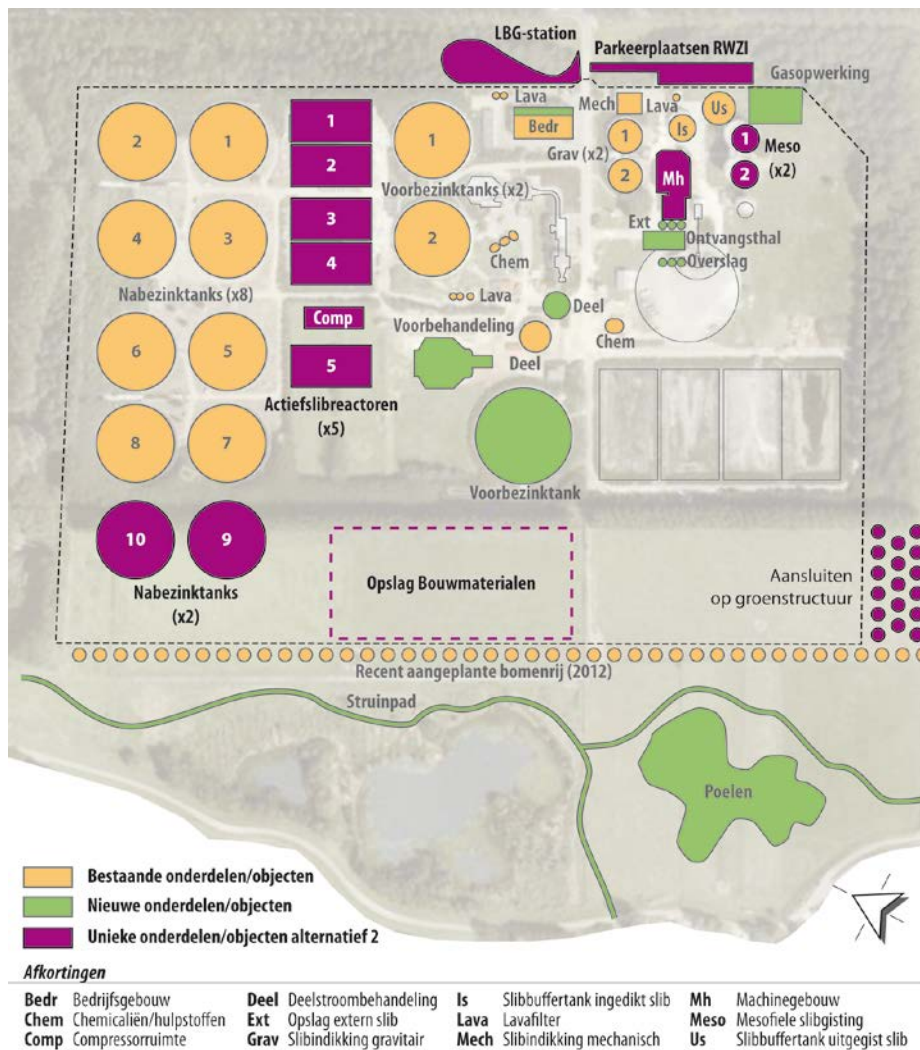 LBG-station
Parkeerplaatsen RWZI
Gasopwerking
Lava
Mech
Lava
Us
2
1
1
1
Bedr
1
Is
1
Meso
(x2)
Grav (x2)
2
2
2
Mh
Voorbezinktanks (x2)
4
3
3
2
Ext
Ontvangsthal
4
Chem
Overslag
Nabezinktanks (x8)
Lava
Deel
Comp
Voorbehandeling
Chem
6
5
5
Deel
Actiefslibreactoren
(x5)
8
7
Voorbezinktank
10
9
Opslag Bouwmaterialen
Aansluiten
op groenstructuur
Nabezinktanks
(x2)
Recent aangeplante bomenrij (2012)
Struinpad
Poelen
Bestaande onderdelen/objecten
Nieuwe onderdelen/objecten
Unieke onderdelen/objecten alternatief 2
Afkortingen
Bedr Bedrijfsgebouw
Chem Chemicaliën/hulpstoffen
Comp Compressorruimte
Deel Deelstroombehandeling
Ext Opslag extern slib
Grav Slibindikking gravitair
Is Slibbuffertank ingedikt slib
Lava Lavafilter
Mech Slibindikking mechanisch
Mh Machinegebouw
Meso Mesofiele slibgisting
Us Slibbuffertank uitgegist slib